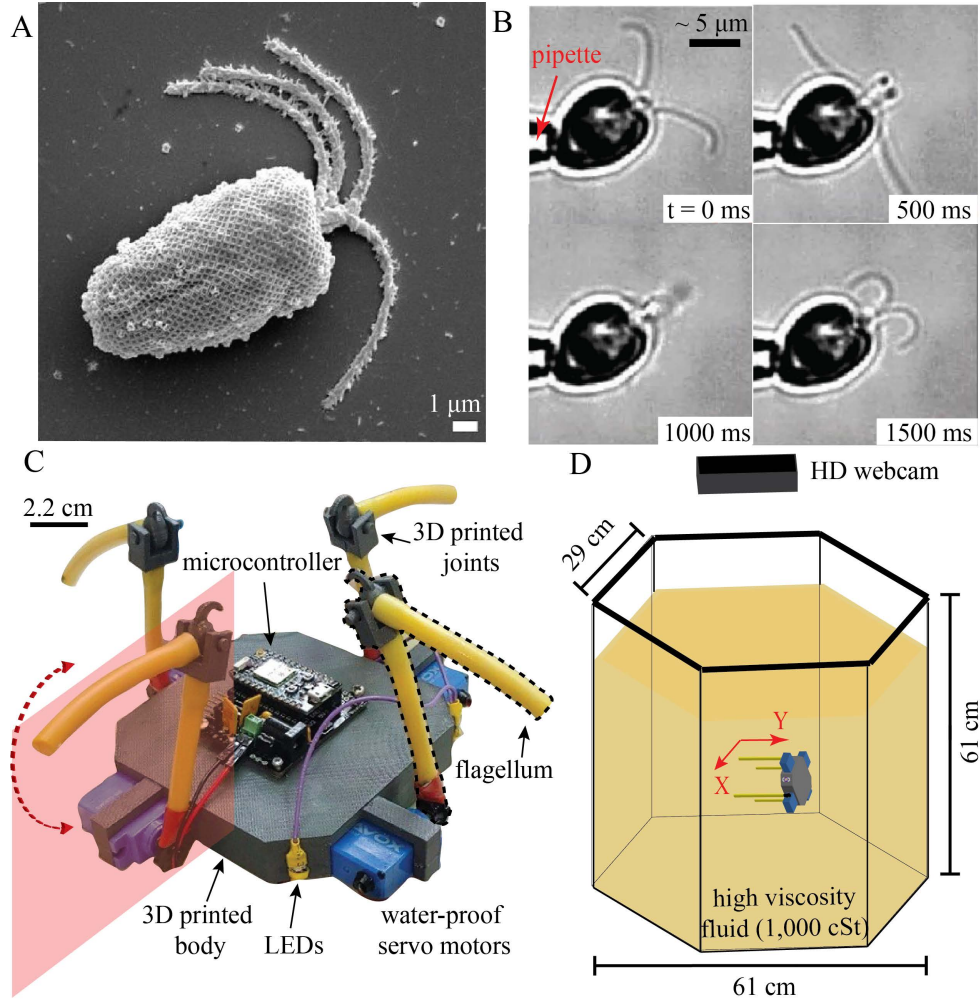 A
1 μm
B
~ 5 μm
pipette
t = 0 ms
500 ms
1000 ms
1500 ms
C
2.2 cm
microcontroller
3D printed
joints
flagellum
3D printed
body
LEDs
water-proof
servo motors
D
HD webcam
29 cm
Y
X
61 cm
high viscosity
fluid (1,000 cSt)
61 cm